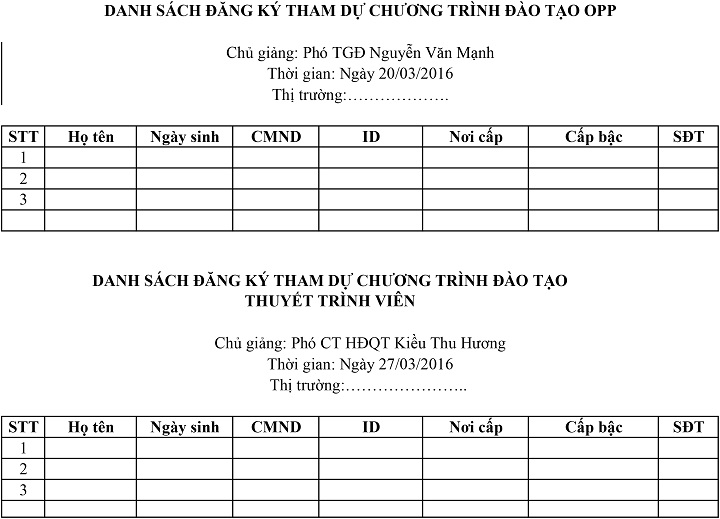 DANH SÁCH ĐĂNG KÝ THAM DỰ CHƯƠNG TRÌNH ĐÀO TẠO OPP
Chủ giảng: Phó TGĐ Nguyễn Văn Mạnh
Thời gian: Ngày 20/03/2016
Thị trường:……………….
STT Họ tên Ngày sinh CMND ID Nơi cấp Cấp bậc SĐT
1
2
3
DANH SÁCH ĐĂNG KÝ THAM DỰ CHƯƠNG TRÌNH ĐÀO TẠO
THUYẾT TRÌNH VIÊN
Chủ giảng: Phó CT HĐQT Kiều Thu Hương
Thời gian: Ngày 27/03/2016
Thị trường:…………………..
STT Họ tên Ngày sinh CMND ID Nơi cấp Cấp bậc SĐT
1
2
3